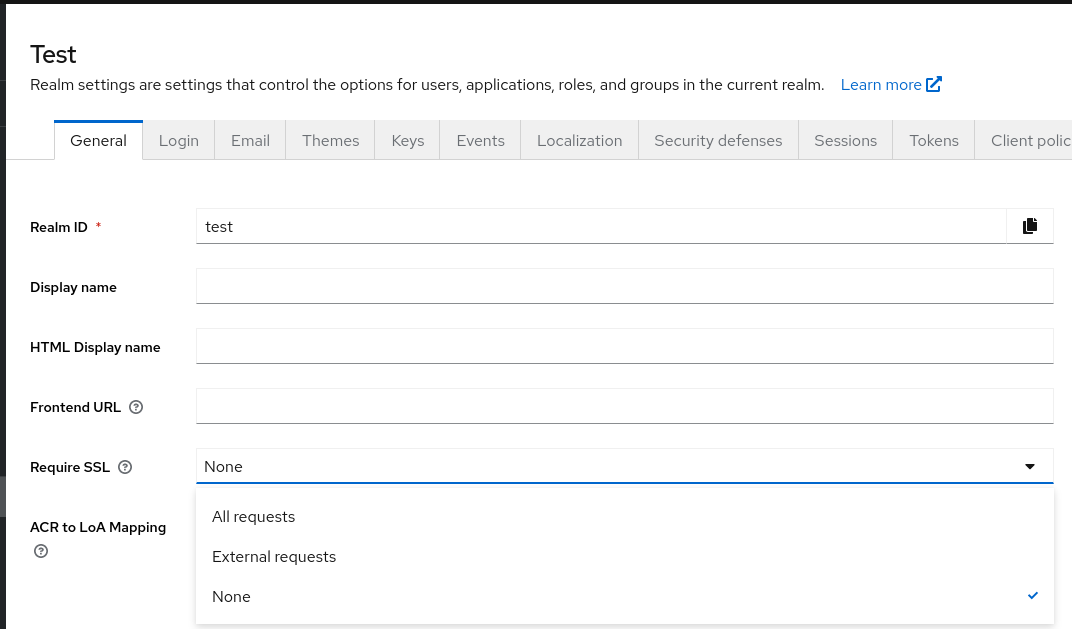 Test
Realm settings are settings that control the options for users, applications, roles, and groups in the current realm. Learn more
General Login Email Themes Keys Events Localization Security defenses Sessions Tokens Client polic
Realm ID * test
Display name
HTML Display name
Frontend URL
Require SSL None
All requests
ACR to LoA Mapping
External requests
None